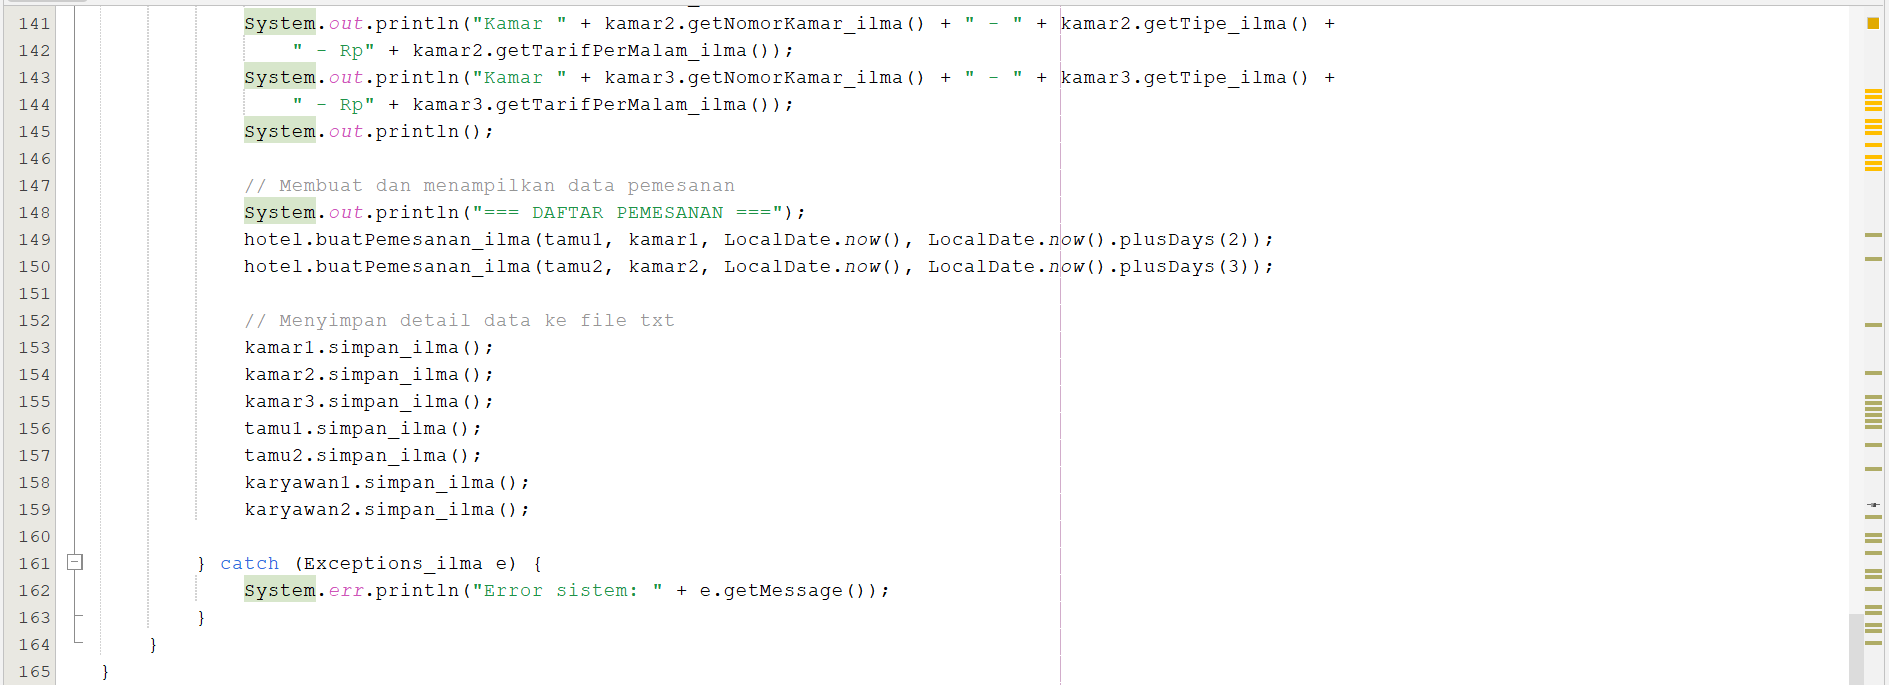 141 System.out.println("Kamar " + kamar2.getNomorKamar_ilma() + " - " + kamar2.getTipe_ilma() +
142 " - Rp" + kamar2.getTarifPerMalam_ilma());
143 System.out.println("Kamar " + kamar3.getNomorKamar_ilma() + " - " + kamar3.getTipe_ilma() +
144 " - Rp" + kamar3.getTarifPerMalam_ilma());
145 System.out.println();
146
147 // Membuat dan menampilkan data pemesanan
148 System.out.println("=== DAFTAR PEMESANAN ===");
149 hotel.buatPemesanan_ilma(tamu1, kamar1, LocalDate.now(), LocalDate.now().plusDays(2));
150 hotel.buatPemesanan_ilma(tamu2, kamar2, LocalDate.now(), LocalDate.now().plusDays(3));
151
152 // Menyimpan detail data ke file txt
153 kamar1.simpan_ilma();
154 kamar2.simpan_ilma();
155 kamar3.simpan_ilma();
156 tamu1.simpan_ilma();
157 tamu2.simpan_ilma();
158 karyawan1.simpan_ilma();
159 karyawan2.simpan_ilma();
160
161 } catch (Exceptions_ilma e) {
162 System.err.println("Error sistem: " + e.getMessage());
163 }
164 }
165 }